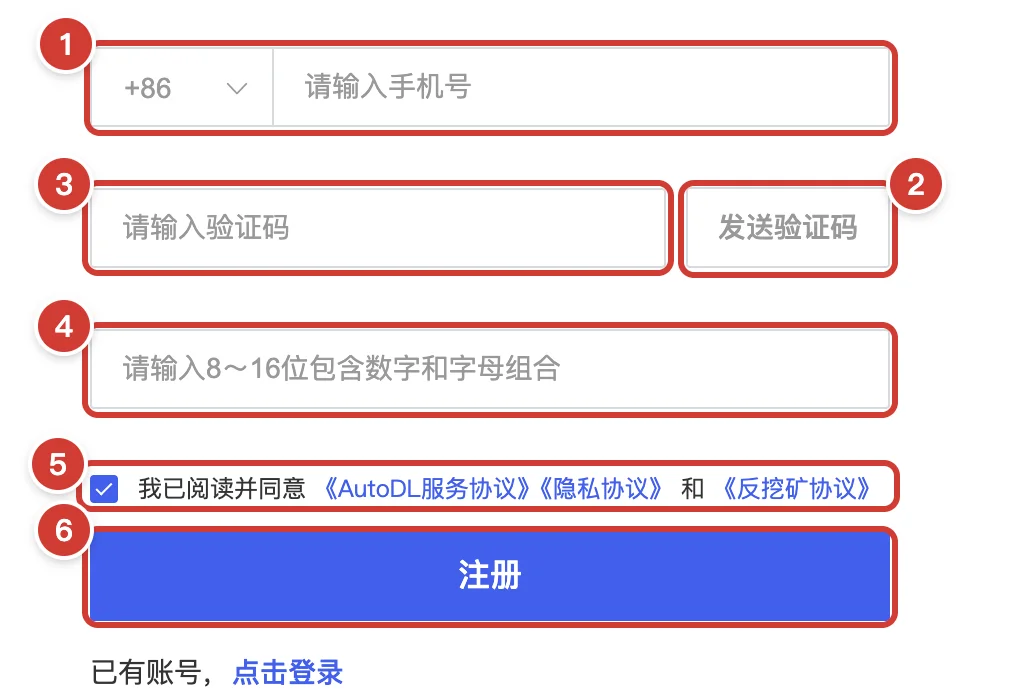 1
+86 请输入手机号
3 请输入验证码 发送验证码 2
4
请输入8～16位包含数字和字母组合
5
我已阅读并同意 《AutoDL服务协议》《隐私协议》 和 《反挖矿协议》
6
注册
已有账号，点击登录